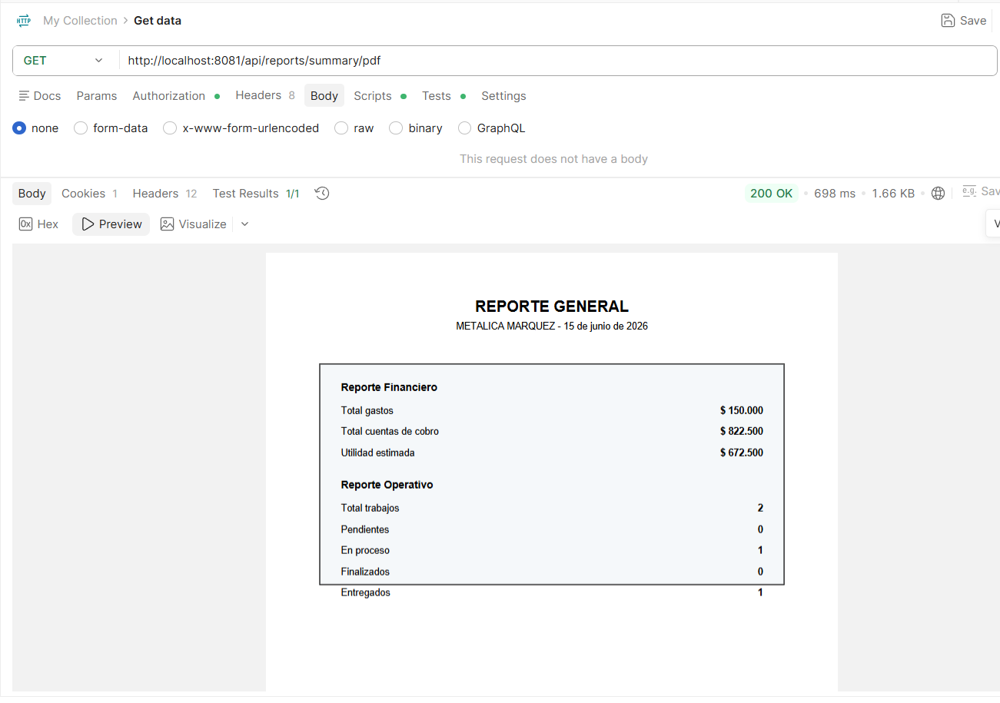 HTTP My Collection > Get data Save
GET http://localhost:8081/api/reports/summary/pdf
Docs Params Authorization Headers 8 Body Scripts Tests Settings
none form-data x-www-form-urlencoded raw binary GraphQL
This request does not have a body
Body Cookies 1 Headers 12 Test Results 1/1 200 OK 698 ms 1.66 KB e.g. Sav
0x Hex Preview Visualize V
REPORTE GENERAL
METALICA MARQUEZ - 15 de junio de 2026
Reporte Financiero
Total gastos $ 150.000
Total cuentas de cobro $ 822.500
Utilidad estimada $ 672.500
Reporte Operativo
Total trabajos 2
Pendientes 0
En proceso 1
Finalizados 0
Entregados 1